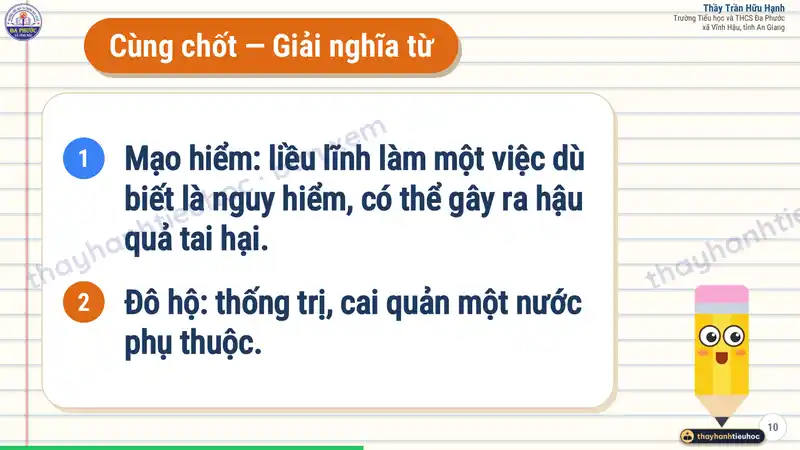 Thầy Trần Hữu Hạnh
Trường Tiểu học và THCS Đa Phước
xã Vĩnh Hậu, tỉnh An Giang
ĐA PHƯỚC
Cùng chốt — Giải nghĩa từ
1 Mạo hiểm: liều lĩnh làm một việc dù
biết là nguy hiểm, có thể gây ra hậu
quả tai hại.
2 Đô hộ: thống trị, cai quản một nước
phụ thuộc.
thayhanhtieuhoc
10